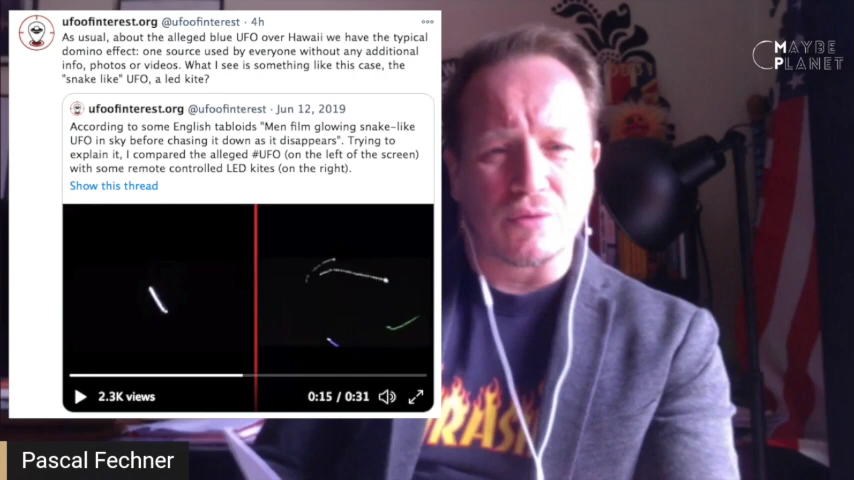 ufoofinterest.org @ufoofinterest · 4h
As usual, about the alleged blue UFO over Hawaii we have the typical
domino effect: one source used by everyone without any additional
info, photos or videos. What I see is something like this case, the
"snake like" UFO, a led kite?
ufoofinterest.org @ufoofinterest · Jun 12, 2019
According to some English tabloids "Men film glowing snake-like
UFO in sky before chasing it down as it disappears". Trying to
explain it, I compared the alleged #UFO (on the left of the screen)
with some remote controlled LED kites (on the right).
Show this thread
2.3K views
0:15 / 0:31
MAYBE
PLANET
THRASH
Pascal Fechner